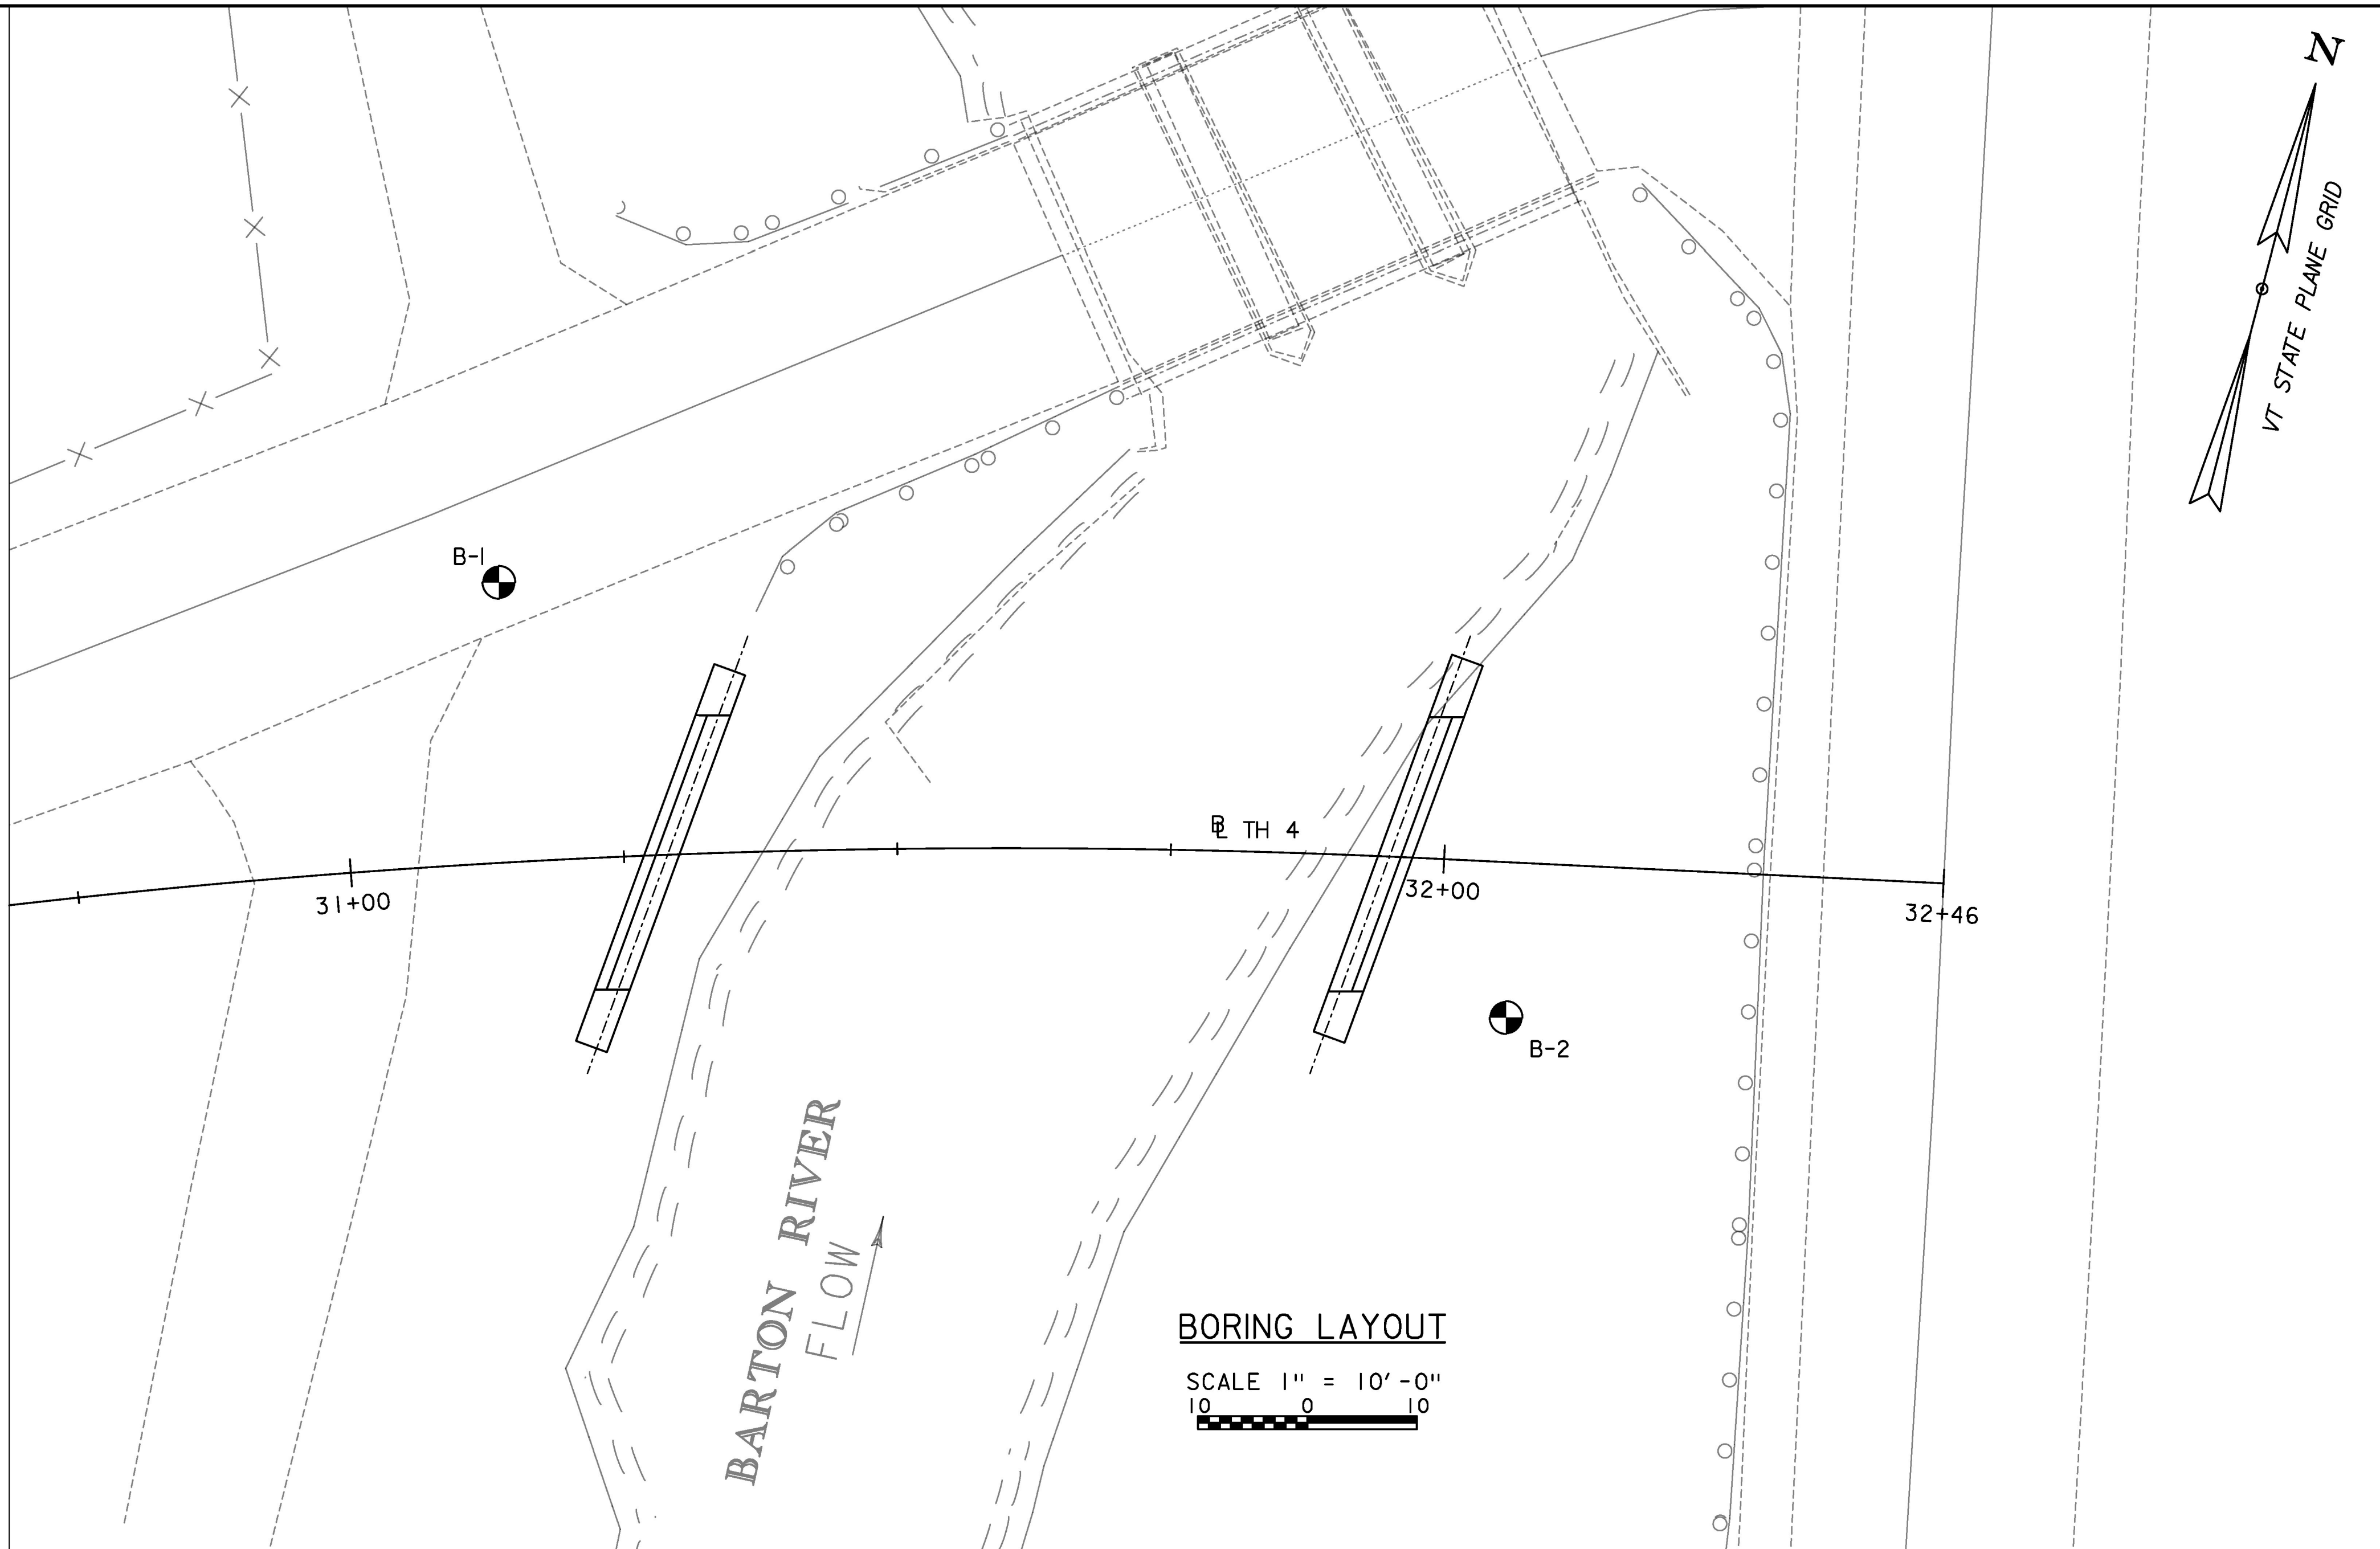 N
VT STATE PLANE GRID
B-1
BL TH 4
31+00
32+00
32+46
B-2
BARTON RIVER
FLOW
BORING LAYOUT
SCALE 1" = 10'-0"
10 0 10